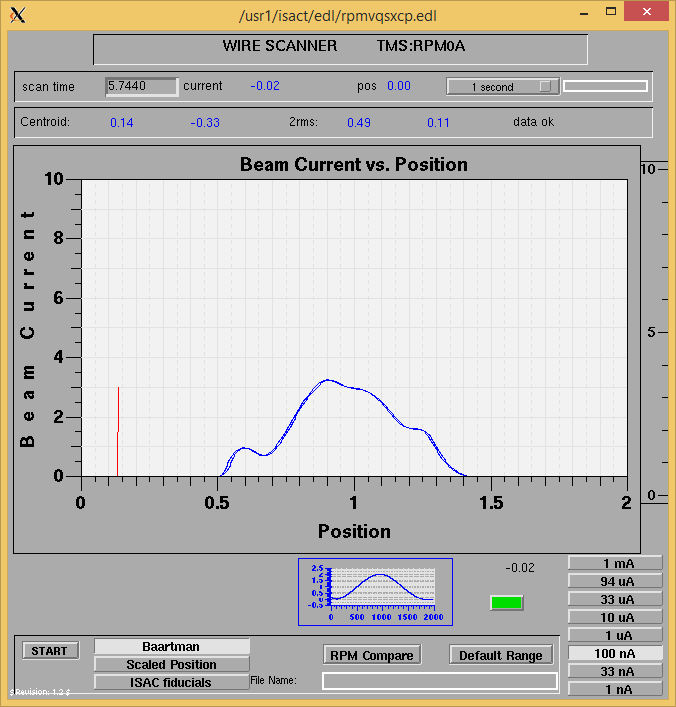 /usr1/isact/edl/rpmvqsxcp.edl
WIRE SCANNER TMS:RPM0A
scan time 5.7440 current -0.02 pos 0.00 1 second
Centroid: 0.14 -0.33 2rms: 0.49 0.11 data ok
Beam Current vs. Position
10
8
6
4
2
0
Beam Current
0 0.5 1 1.5 2
Position
10
5
0
2.5
2.0
1.5
1.0
0.5
0.0
-0.5
0 500 1000 1500 2000
-0.02
1 mA
94 uA
33 uA
10 uA
1 uA
100 nA
33 nA
1 nA
START
Baartman
Scaled Position
ISAC fiducials
RPM Compare
Default Range
File Name:
$Revision: 1.2 $